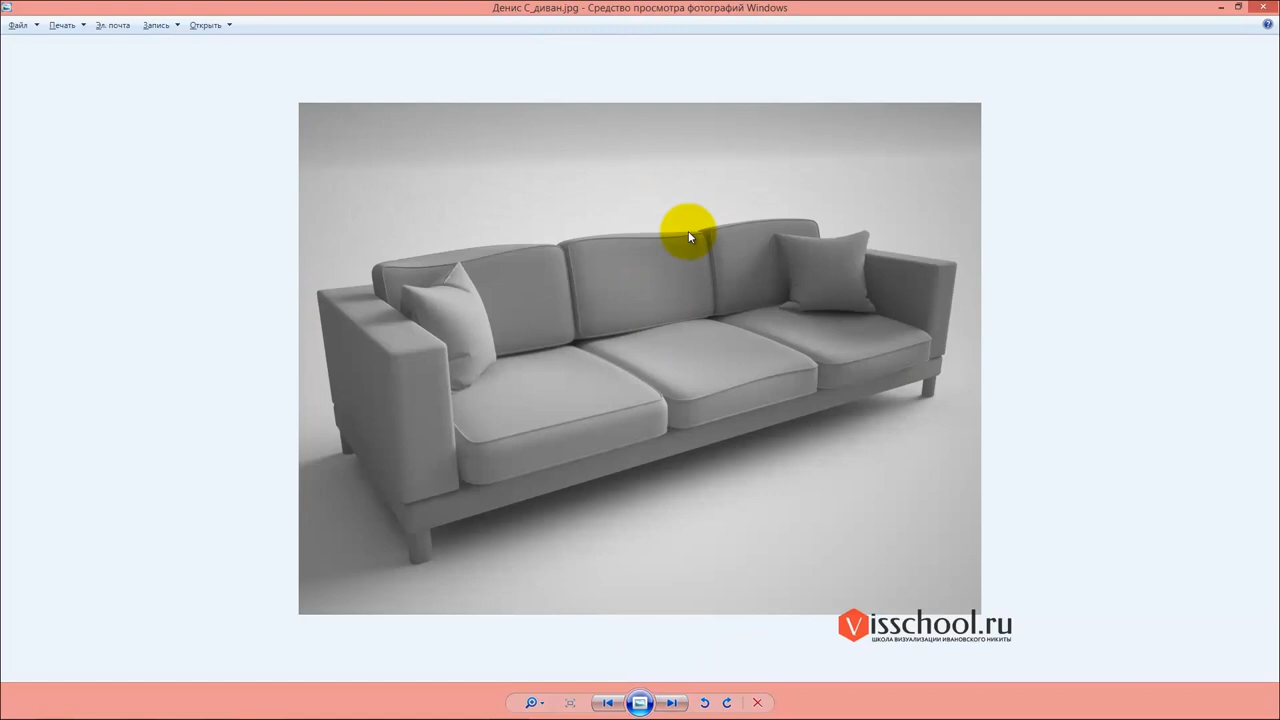 Денис С_диван.jpg - Средство просмотра фотографий Windows
Файл Печать Эл. почта Запись Открыть
Visschool.ru
ШКОЛА ВИЗУАЛИЗАЦИИ ИВАНОВСКОГО НИКИТЫ